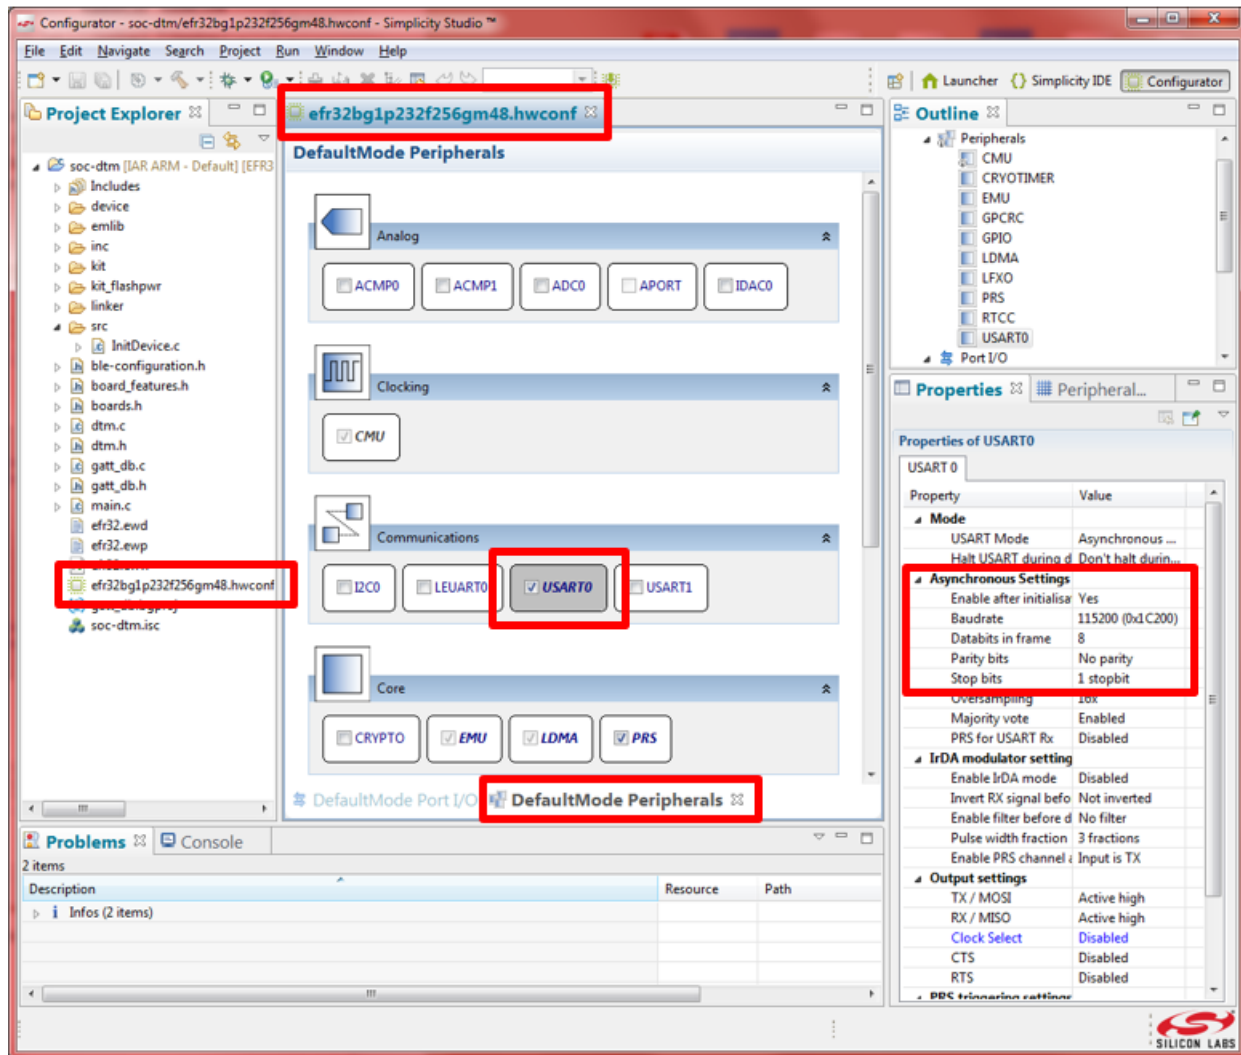 Configurator - soc-dtm/efr32bg1p232f256gm48.hwconf - Simplicity Studio ™
File Edit Navigate Search Project Run Window Help
Launcher Simplicity IDE Configurator
Project Explorer
soc-dtm [IAR ARM - Default] [EFR3
Includes
device
emlib
inc
kit
kit_flashpwr
linker
src
InitDevice.c
ble-configuration.h
board_features.h
boards.h
dtm.c
dtm.h
gatt_db.c
gatt_db.h
main.c
efr32.ewd
efr32.ewp
efr32bg1p232f256gm48.hwconf
soc-dtm.isc
efr32bg1p232f256gm48.hwconf
DefaultMode Peripherals
Analog
ACMP0 ACMP1 ADC0 APORT IDAC0
Clocking
CMU
Communications
I2C0 LEUART0 USART0 USART1
Core
CRYPTO EMU LDMA PRS
DefaultMode Port I/O DefaultMode Peripherals
Outline
Peripherals
CMU
CRYOTIMER
EMU
GPCRC
GPIO
LDMA
LFXO
PRS
RTCC
USART0
Port I/O
Properties Peripheral...
Properties of USART0
USART 0
Property Value
Mode
USART Mode Asynchronous ...
Halt USART during d Don't halt durin...
Asynchronous Settings
Enable after initialisa Yes
Baudrate 115200 (0x1C200)
Databits in frame 8
Parity bits No parity
Stop bits 1 stopbit
Oversampling 16x
Majority vote Enabled
PRS for USART Rx Disabled
IrDA modulator setting
Enable IrDA mode Disabled
Invert RX signal befo Not inverted
Enable filter before d No filter
Pulse width fraction 3 fractions
Enable PRS channel a Input is TX
Output settings
TX / MOSI Active high
RX / MISO Active high
Clock Select Disabled
CTS Disabled
RTS Disabled
PRS triggering settings
Problems Console
2 items
Description Resource Path
Infos (2 items)
SILICON LABS